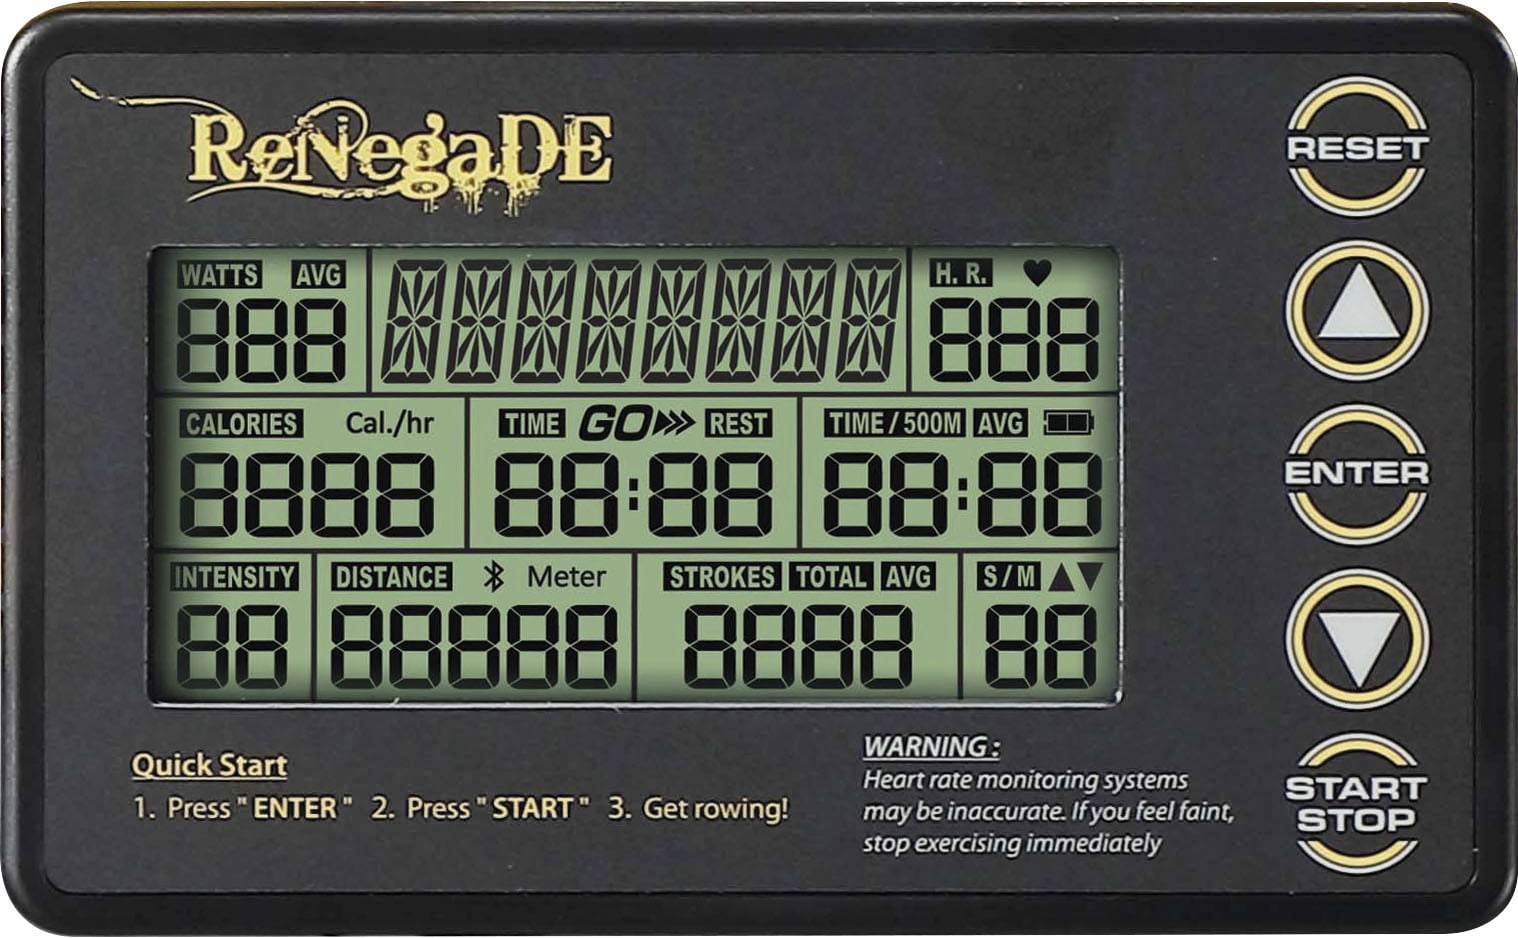 ReNegaDE
RESET
WATTS AVG
H. R.
888
888
CALORIES Cal./hr
TIME GO REST
TIME / 500M AVG
8888
88:88
88:88
ENTER
INTENSITY
DISTANCE Meter
STROKES TOTAL AVG
S / M
88
88888
8888
88
Quick Start
1. Press " ENTER " 2. Press " START " 3. Get rowing!
WARNING :
Heart rate monitoring systems
may be inaccurate. If you feel faint,
stop exercising immediately
START
STOP